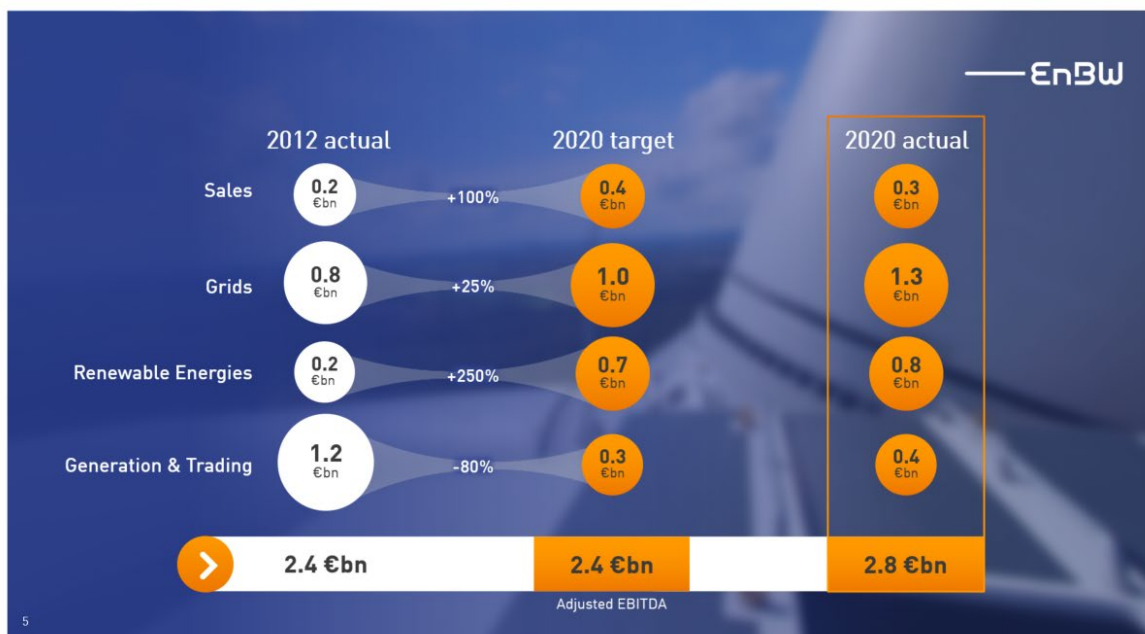 EnBW
2012 actual 2020 target 2020 actual
Sales 0.2 €bn +100% 0.4 €bn 0.3 €bn
Grids 0.8 €bn +25% 1.0 €bn 1.3 €bn
Renewable Energies 0.2 €bn +250% 0.7 €bn 0.8 €bn
Generation & Trading 1.2 €bn -80% 0.3 €bn 0.4 €bn
2.4 €bn 2.4 €bn 2.8 €bn
Adjusted EBITDA
5